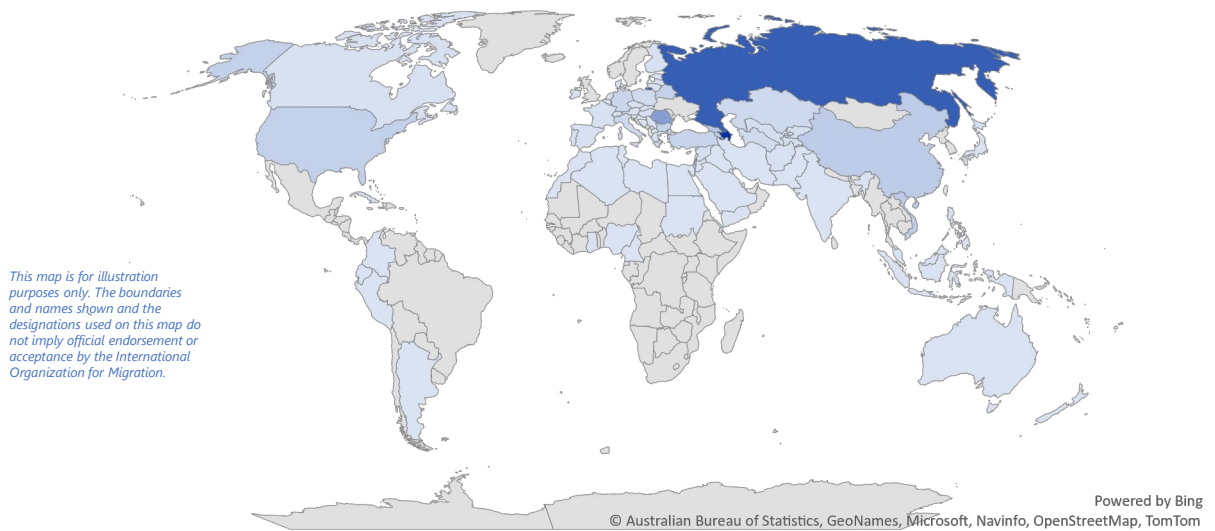 This map is for illustration
purposes only. The boundaries
and names shown and the
designations used on this map do
not imply official endorsement or
acceptance by the International
Organization for Migration.
Powered by Bing
© Australian Bureau of Statistics, GeoNames, Microsoft, Navinfo, OpenStreetMap, TomTom